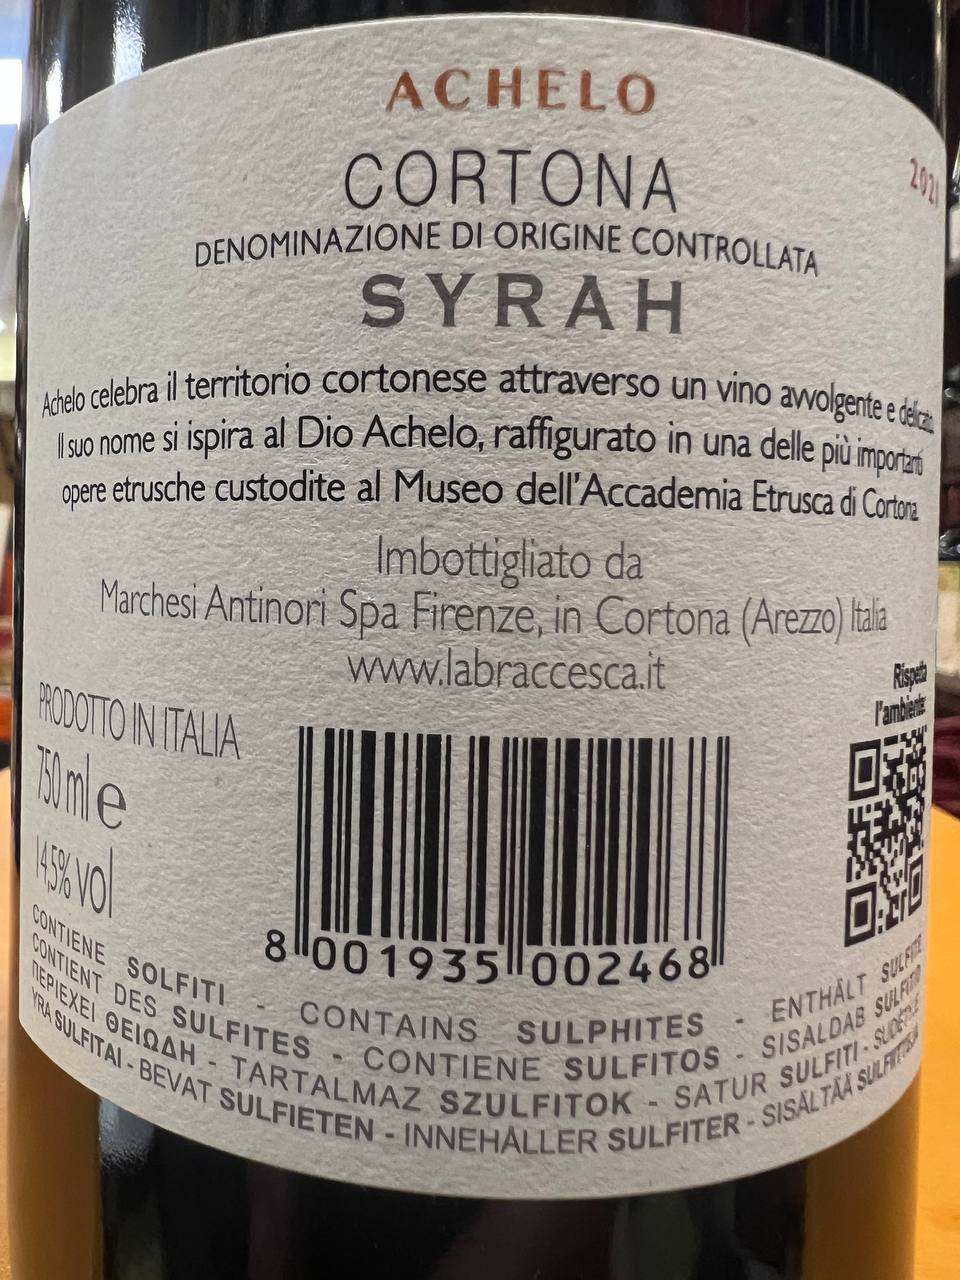 ACHELO
CORTONA
2021
DENOMINAZIONE DI ORIGINE CONTROLLATA
SYRAH
Achelo celebra il territorio cortonese attraverso un vino avvolgente e delicato.
Il suo nome si ispira al Dio Achelo, raffigurato in una delle più importanti
opere etrusche custodite al Museo dell'Accademia Etrusca di Cortona.
Imbottigliato da
Marchesi Antinori Spa Firenze, in Cortona (Arezzo) Italia
www.labraccesca.it
Rispetta
l'ambiente:
PRODOTTO IN ITALIA
750 ml e
14,5% vol
8 001935 002468
CONTIENE SOLFITI - CONTAINS SULPHITES - ENTHÄLT SULFITE
CONTIENT DES SULFITES - CONTIENE SULFITOS - SISALDAB SULFITID
ΠΕΡΙΕΧΕΙ ΘΕΙΩΔΗ - TARTALMAZ SZULFITOK - SATUR SULFITI -
YRA SULFITAI - BEVAT SULFIETEN - INNEHÅLLER SULFITER - SISÄLTÄÄ